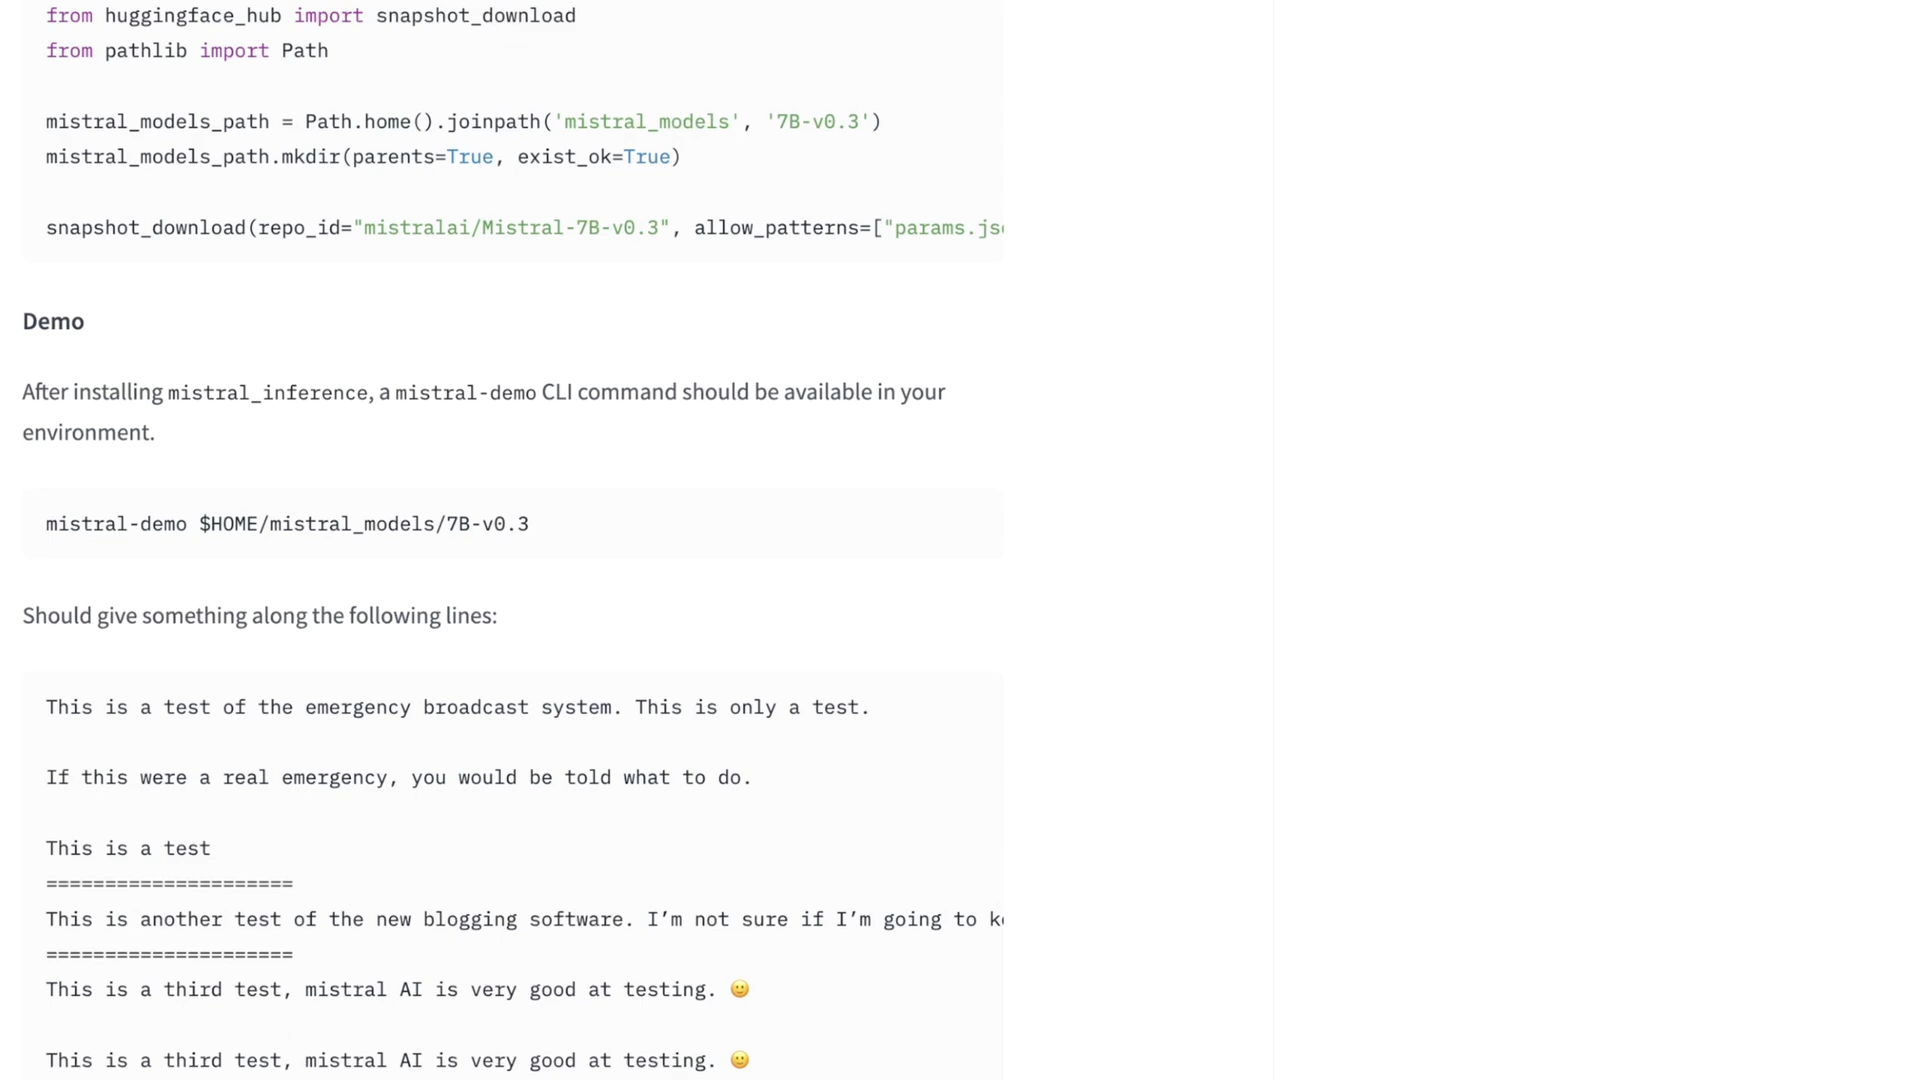 from huggingface_hub import snapshot_download
from pathlib import Path
mistral_models_path = Path.home().joinpath('mistral_models', '7B-v0.3')
mistral_models_path.mkdir(parents=True, exist_ok=True)
snapshot_download(repo_id="mistralai/Mistral-7B-v0.3", allow_patterns=["params.js
Demo
After installing mistral_inference, a mistral-demo CLI command should be available in your
environment.
mistral-demo $HOME/mistral_models/7B-v0.3
Should give something along the following lines:
This is a test of the emergency broadcast system. This is only a test.
If this were a real emergency, you would be told what to do.
This is a test
=====================
This is another test of the new blogging software. I’m not sure if I’m going to k
=====================
This is a third test, mistral AI is very good at testing. 🙂
This is a third test, mistral AI is very good at testing. 🙂